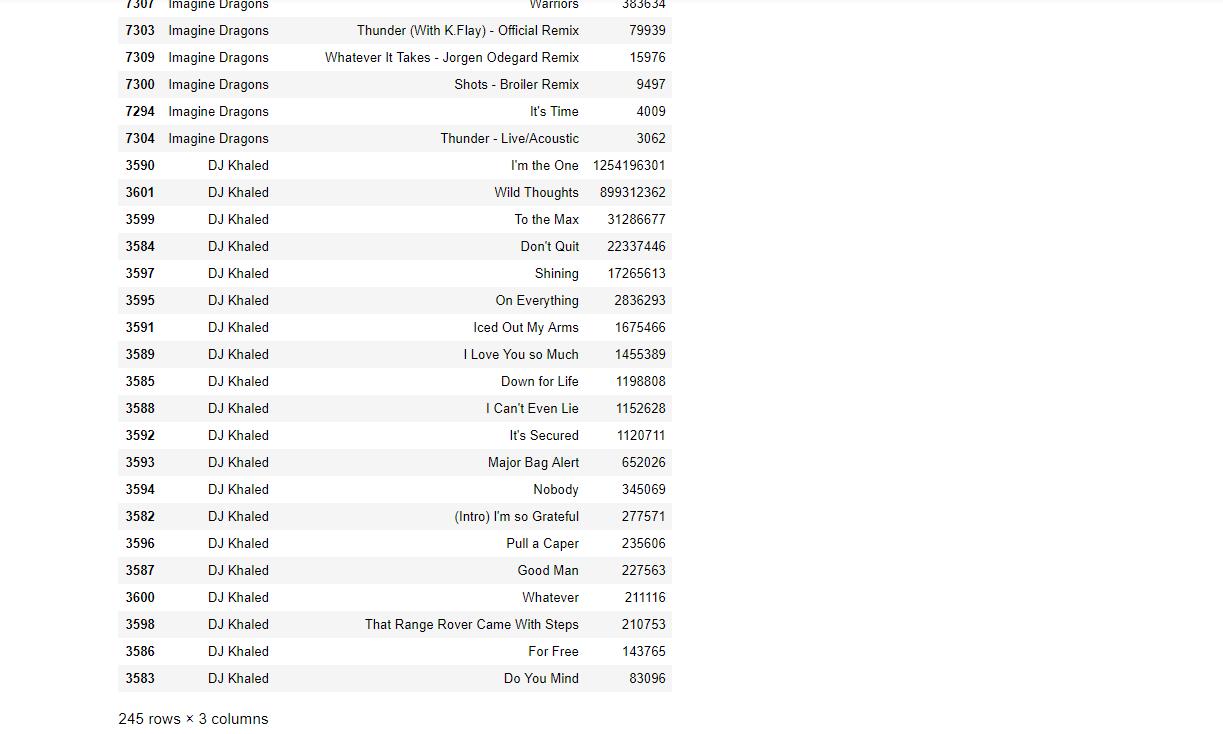 7307 Imagine Dragons Warriors 383634
7303 Imagine Dragons Thunder (With K.Flay) - Official Remix 79939
7309 Imagine Dragons Whatever It Takes - Jorgen Odegard Remix 15976
7300 Imagine Dragons Shots - Broiler Remix 9497
7294 Imagine Dragons It's Time 4009
7304 Imagine Dragons Thunder - Live/Acoustic 3062
3590 DJ Khaled I'm the One 1254196301
3601 DJ Khaled Wild Thoughts 899312362
3599 DJ Khaled To the Max 31286677
3584 DJ Khaled Don't Quit 22337446
3597 DJ Khaled Shining 17265613
3595 DJ Khaled On Everything 2836293
3591 DJ Khaled Iced Out My Arms 1675466
3589 DJ Khaled I Love You so Much 1455389
3585 DJ Khaled Down for Life 1198808
3588 DJ Khaled I Can't Even Lie 1152628
3592 DJ Khaled It's Secured 1120711
3593 DJ Khaled Major Bag Alert 652026
3594 DJ Khaled Nobody 345069
3582 DJ Khaled (Intro) I'm so Grateful 277571
3596 DJ Khaled Pull a Caper 235606
3587 DJ Khaled Good Man 227563
3600 DJ Khaled Whatever 211116
3598 DJ Khaled That Range Rover Came With Steps 210753
3586 DJ Khaled For Free 143765
3583 DJ Khaled Do You Mind 83096
245 rows × 3 columns